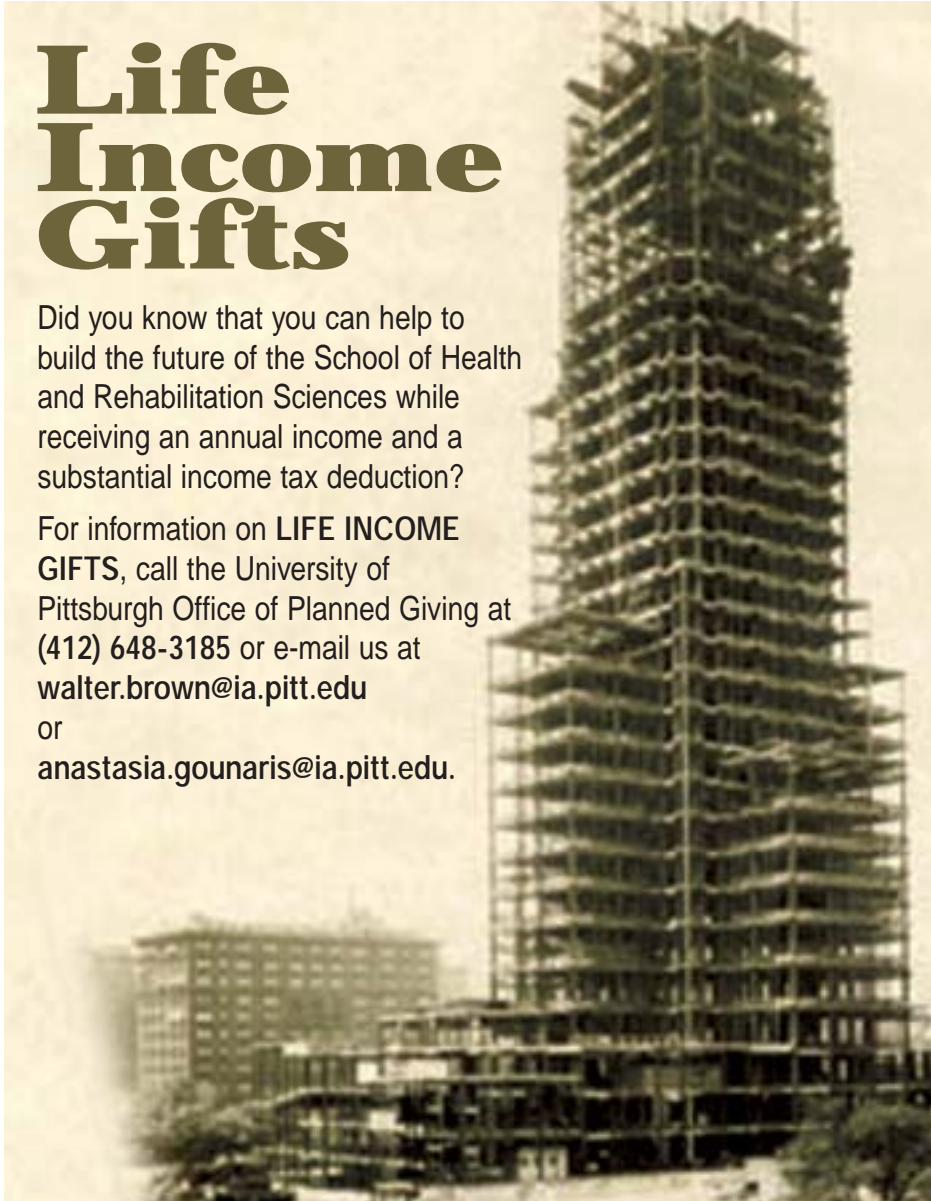 Life
Income
Gifts
Did you know that you can help to
build the future of the School of Health
and Rehabilitation Sciences while
receiving an annual income and a
substantial income tax deduction?
For information on LIFE INCOME
GIFTS, call the University of
Pittsburgh Office of Planned Giving at
(412) 648-3185 or e-mail us at
walter.brown@ia.pitt.edu
or
anastasia.gounaris@ia.pitt.edu.